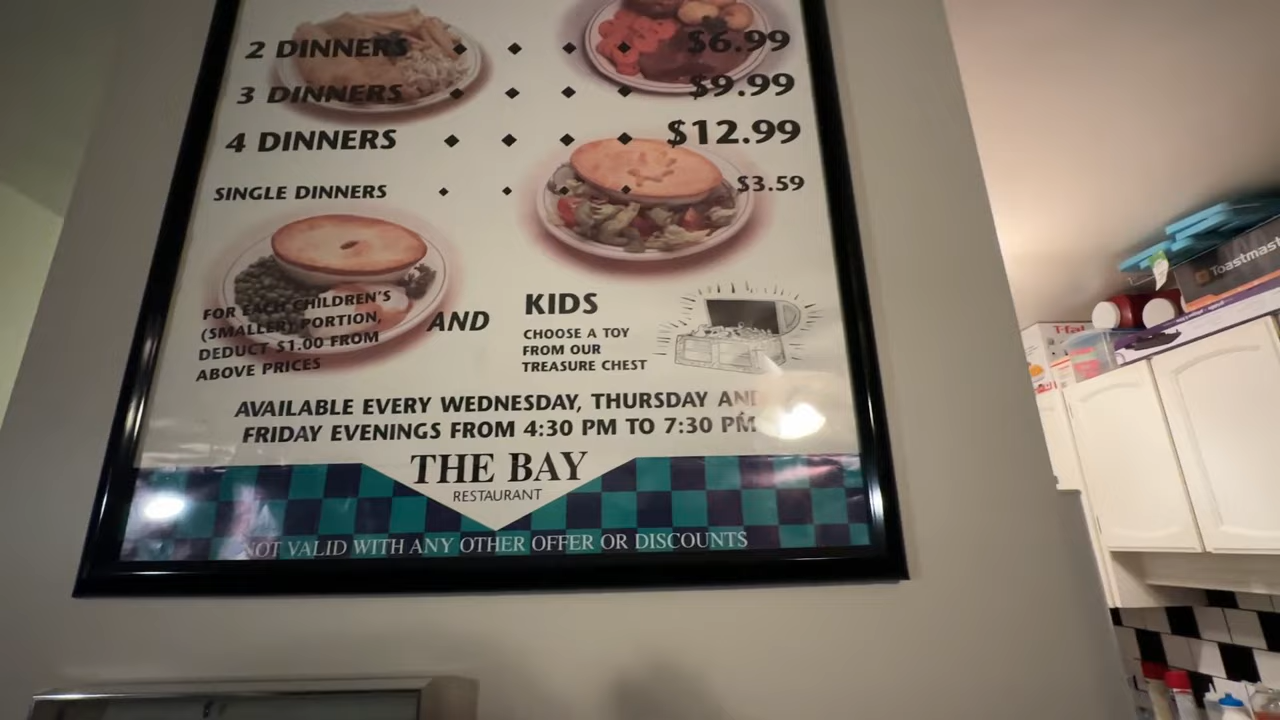 2 DINNERS $6.99
3 DINNERS $9.99
4 DINNERS $12.99
SINGLE DINNERS $3.59
FOR EACH CHILDREN'S
(SMALLER) PORTION,
DEDUCT $1.00 FROM
ABOVE PRICES
AND
KIDS
CHOOSE A TOY
FROM OUR
TREASURE CHEST
AVAILABLE EVERY WEDNESDAY, THURSDAY AND
FRIDAY EVENINGS FROM 4:30 PM TO 7:30 PM
THE BAY
RESTAURANT
NOT VALID WITH ANY OTHER OFFER OR DISCOUNTS
Toastmast
T-fal